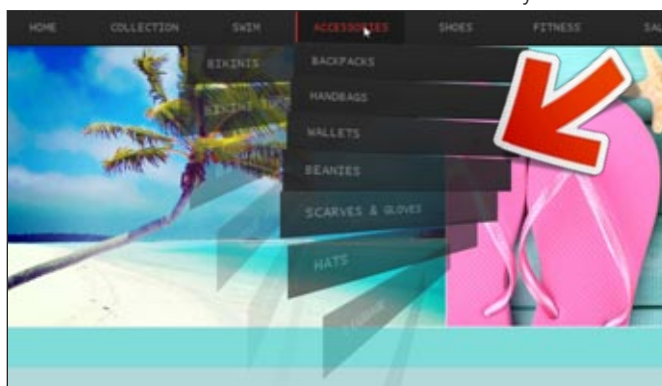 HOME COLLECTION SWIM ACCESSORIES SHOES FITNESS
BIKINIS
BACKPACKS
HANDBAGS
WALLETS
BEANIES
SCARVES & GLOVES
HATS